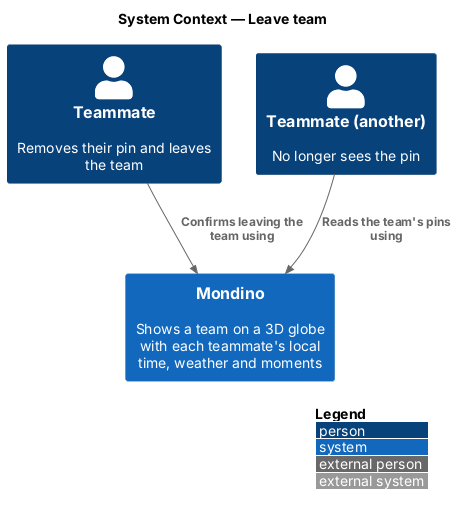 System Context — Leave team
Teammate
Removes their pin and leaves
the team
Teammate (another)
No longer sees the pin
Confirms leaving the
team using
Reads the team's pins
using
Mondino
Shows a team on a 3D globe
with each teammate's local
time, weather and moments
Legend
person
system
external person
external system